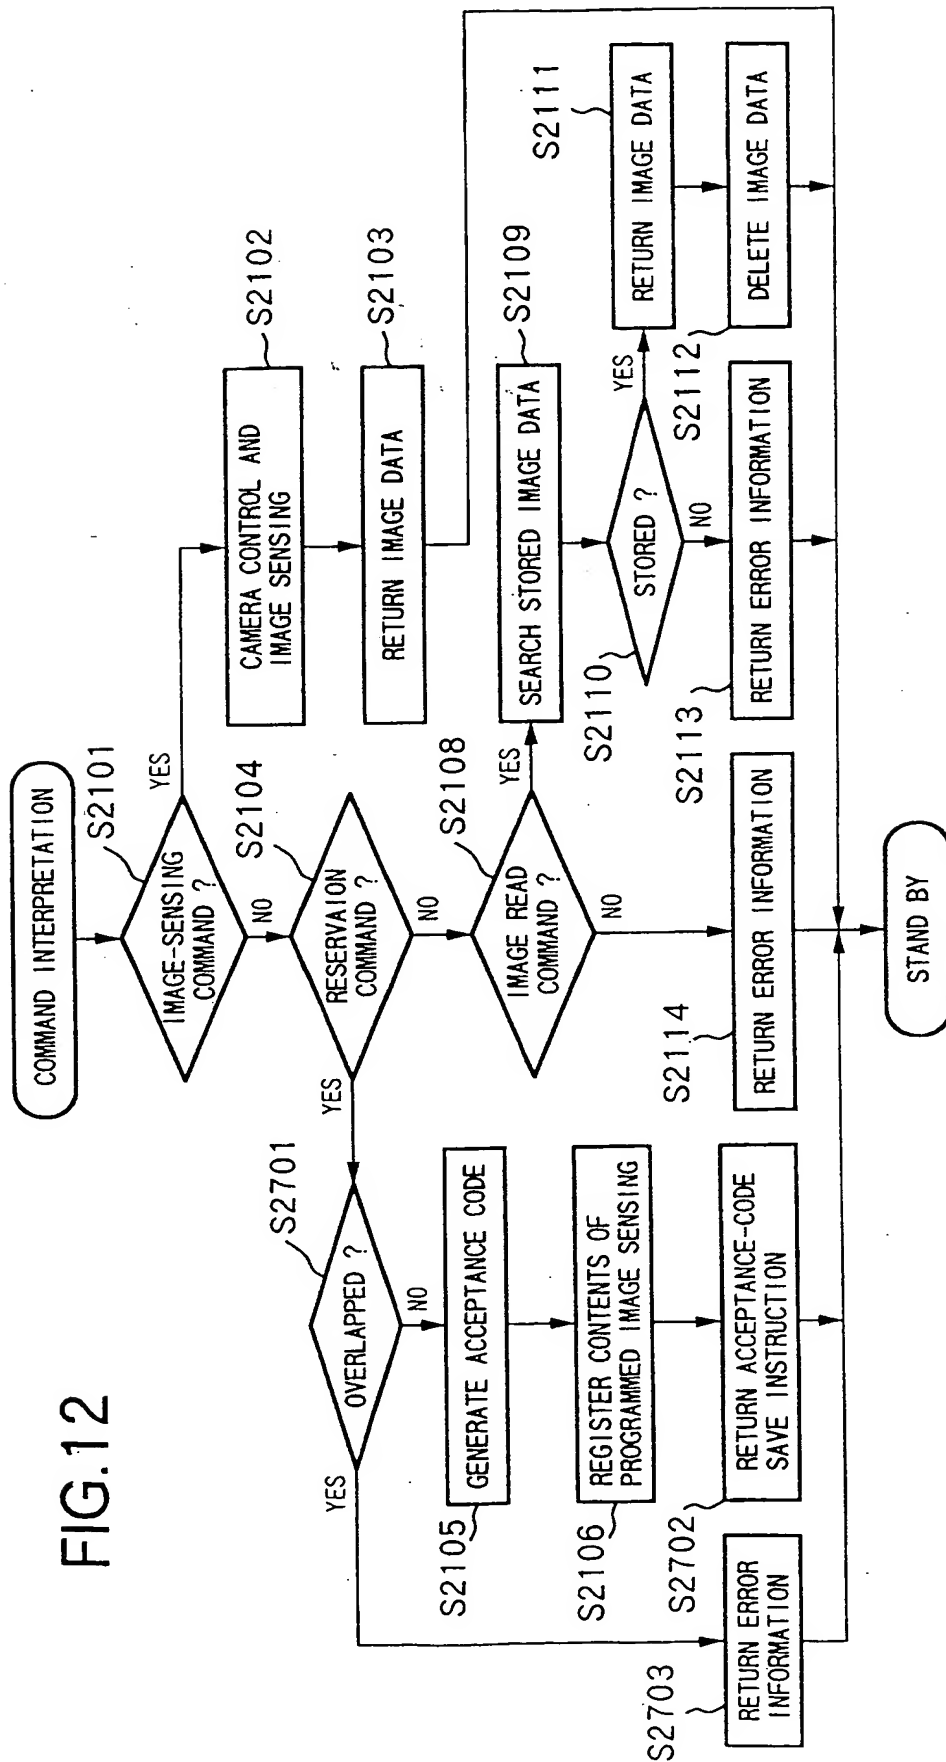 FIG.12
COMMAND INTERPRETATION
S2101
IMAGE-SENSING
COMMAND ?
YES
NO
S2102
CAMERA CONTROL AND
IMAGE SENSING
S2103
RETURN IMAGE DATA
S2104
RESERVAION
COMMAND ?
YES
NO
S2701
OVERLAPPED ?
YES
NO
S2105
GENERATE ACCEPTANCE CODE
S2106
REGISTER CONTENTS OF
PROGRAMMED IMAGE SENSING
S2702
RETURN ACCEPTANCE-CODE
SAVE INSTRUCTION
S2703
RETURN ERROR
INFORMATION
S2108
IMAGE READ
COMMAND ?
YES
NO
S2109
SEARCH STORED IMAGE DATA
S2110
STORED ?
YES
NO
S2111
RETURN IMAGE DATA
S2112
DELETE IMAGE DATA
S2113
RETURN ERROR INFORMATION
S2114
RETURN ERROR INFORMATION
STAND BY